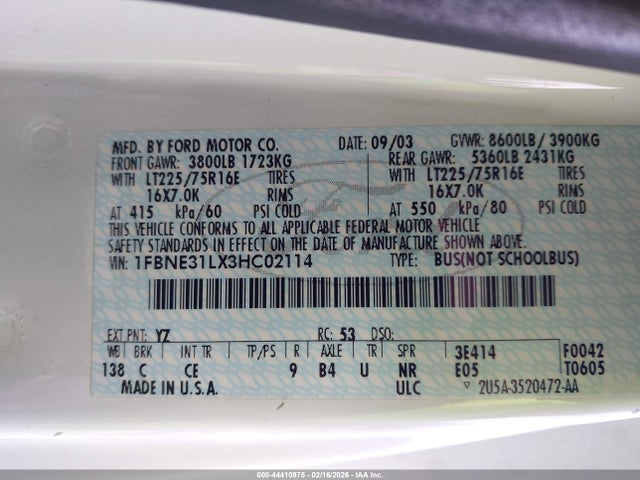 MFD. BY FORD MOTOR CO. DATE: 09/03 GVWR: 8600LB / 3900KG
FRONT GAWR: 3800LB 1723KG REAR GAWR: 5360LB 2431KG
WITH LT225/75R16E TIRES WITH LT225/75R16E TIRES
16X7.0K RIMS 16X7.0K RIMS
AT 415 kPa/60 PSI COLD AT 550 kPa/80 PSI COLD
THIS VEHICLE CONFORMS TO ALL APPLICABLE FEDERAL MOTOR VEHICLE
SAFETY STANDARDS IN EFFECT ON THE DATE OF MANUFACTURE SHOWN ABOVE.
VIN: 1FBNE31LX3HC02114 TYPE: BUS(NOT SCHOOLBUS)
EXT PNT: YZ RC: 53 DSO:
WB BRK INT TR TP/PS R AXLE TR SPR 3E414 F0042
138 C CE 9 B4 U NR E05 T0605
MADE IN U.S.A. ULC ▽ 2U5A-3520472-AA
000-44410975 - 02/16/2026 - IAA Inc.